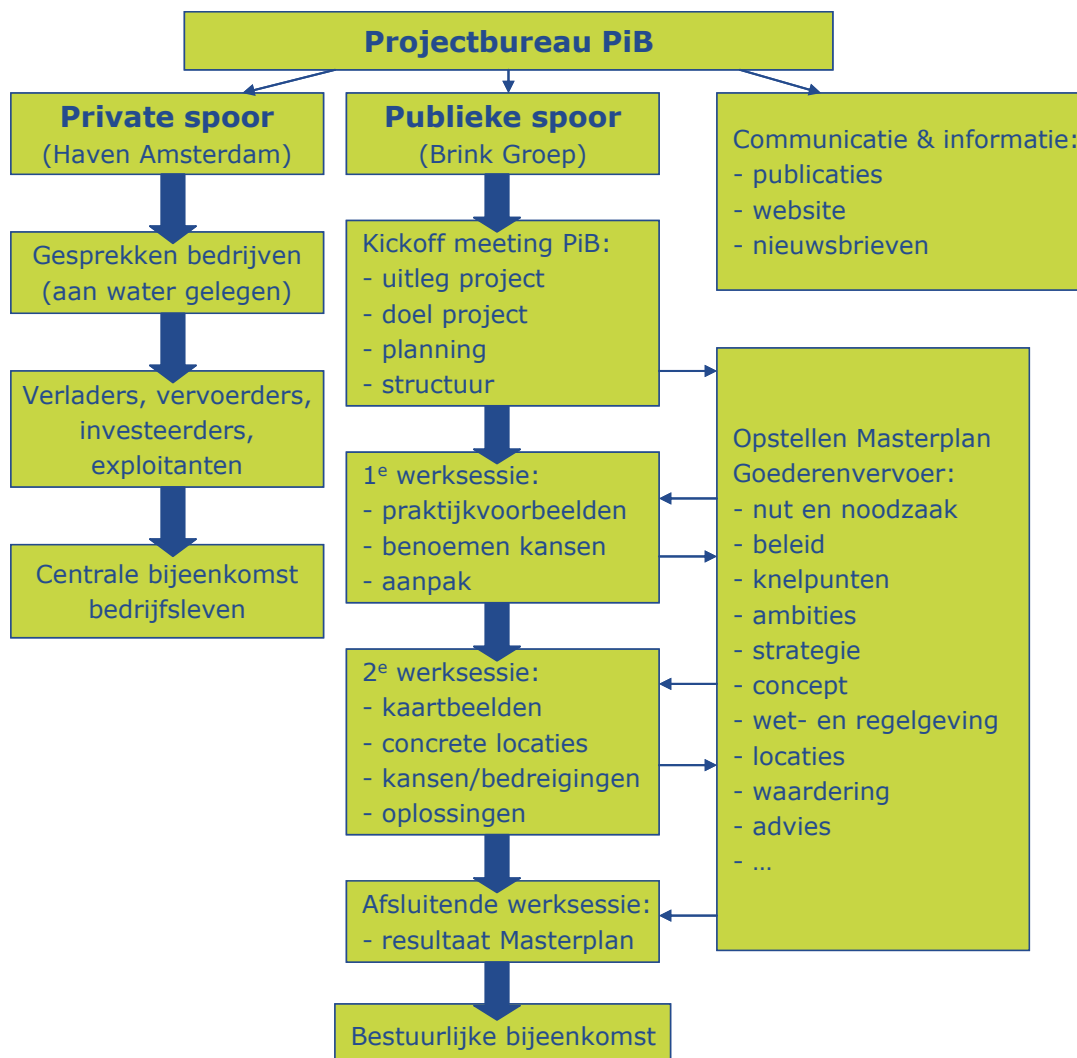 Projectbureau PiB
Private spoor
(Haven Amsterdam)
Gesprekken bedrijven
(aan water gelegen)
Verladers, vervoerders,
investeerders,
exploitanten
Centrale bijeenkomst
bedrijfsleven
Publieke spoor
(Brink Groep)
Kickoff meeting PiB:
- uitleg project
- doel project
- planning
- structuur
1e werksessie:
- praktijkvoorbeelden
- benoemen kansen
- aanpak
2e werksessie:
- kaartbeelden
- concrete locaties
- kansen/bedreigingen
- oplossingen
Afsluitende werksessie:
- resultaat Masterplan
Bestuurlijke bijeenkomst
Communicatie & informatie:
- publicaties
- website
- nieuwsbrieven
Opstellen Masterplan
Goederenvervoer:
- nut en noodzaak
- beleid
- knelpunten
- ambities
- strategie
- concept
- wet- en regelgeving
- locaties
- waardering
- advies
- …